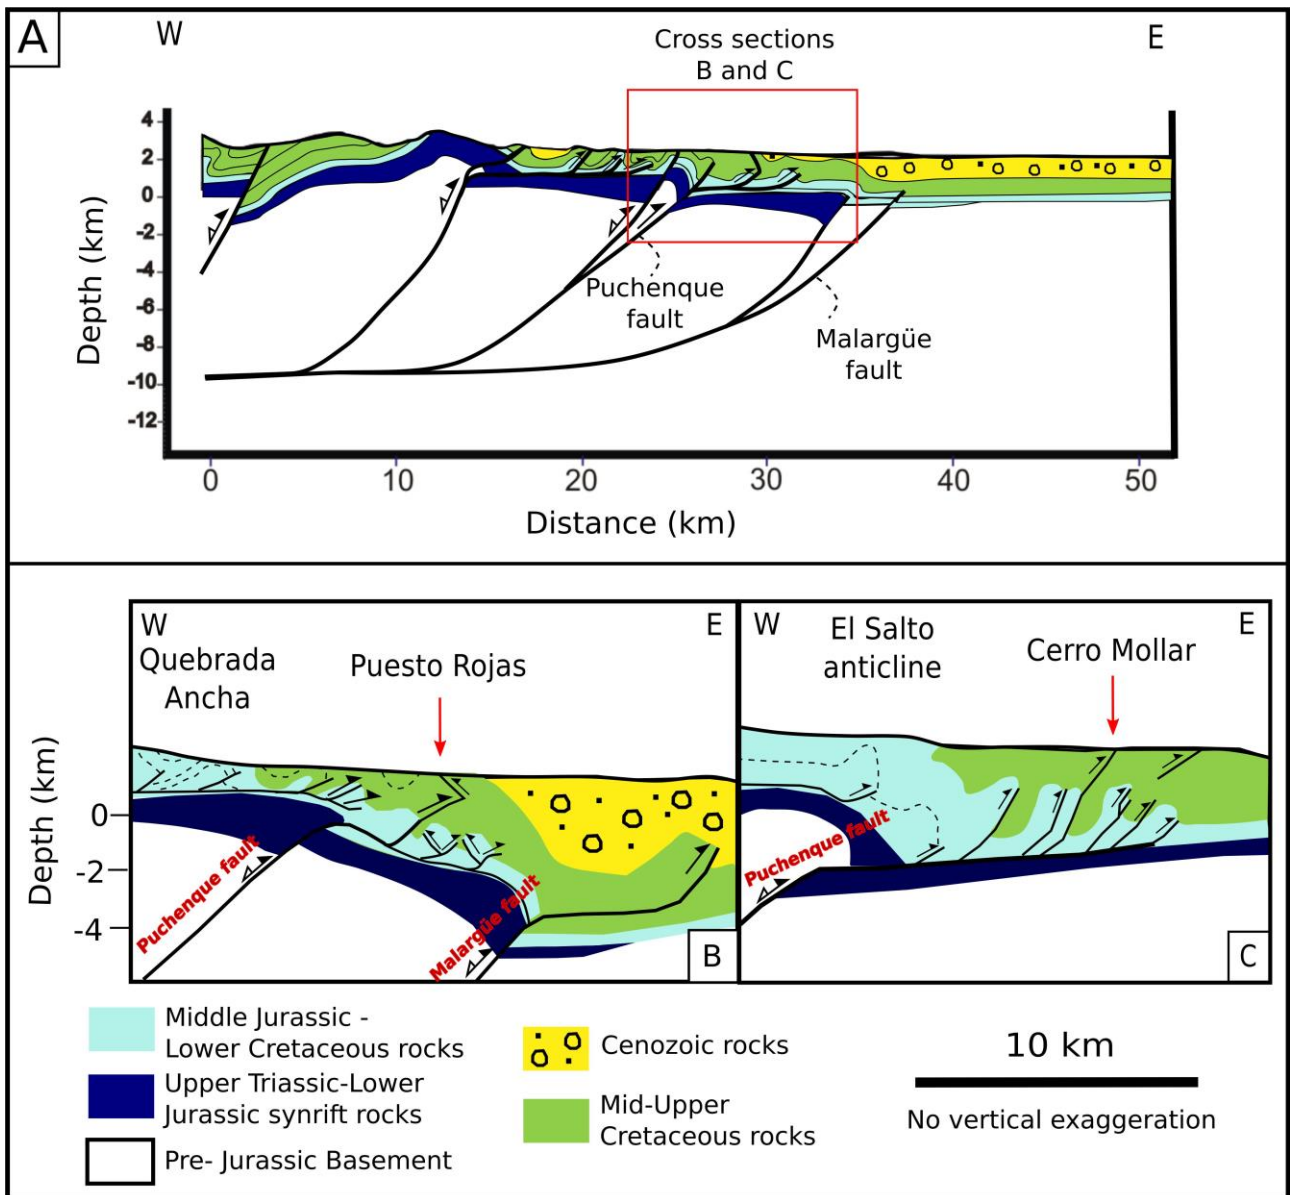 A
W
E
Cross sections
B and C
4
2
0
-2
-4
-6
-8
-10
-12
Depth (km)
Puchenque
fault
Malargüe
fault
0
10
20
30
40
50
Distance (km)
W
E
Quebrada
Ancha
Puesto Rojas
Depth (km)
0
-2
-4
Puchenque fault
Malargüe fault
B
W
E
El Salto
anticline
Cerro Mollar
Puchenque fault
C
Middle Jurassic -
Lower Cretaceous rocks
Upper Triassic-Lower
Jurassic synrift rocks
Pre- Jurassic Basement
Cenozoic rocks
Mid-Upper
Cretaceous rocks
10 km
No vertical exaggeration